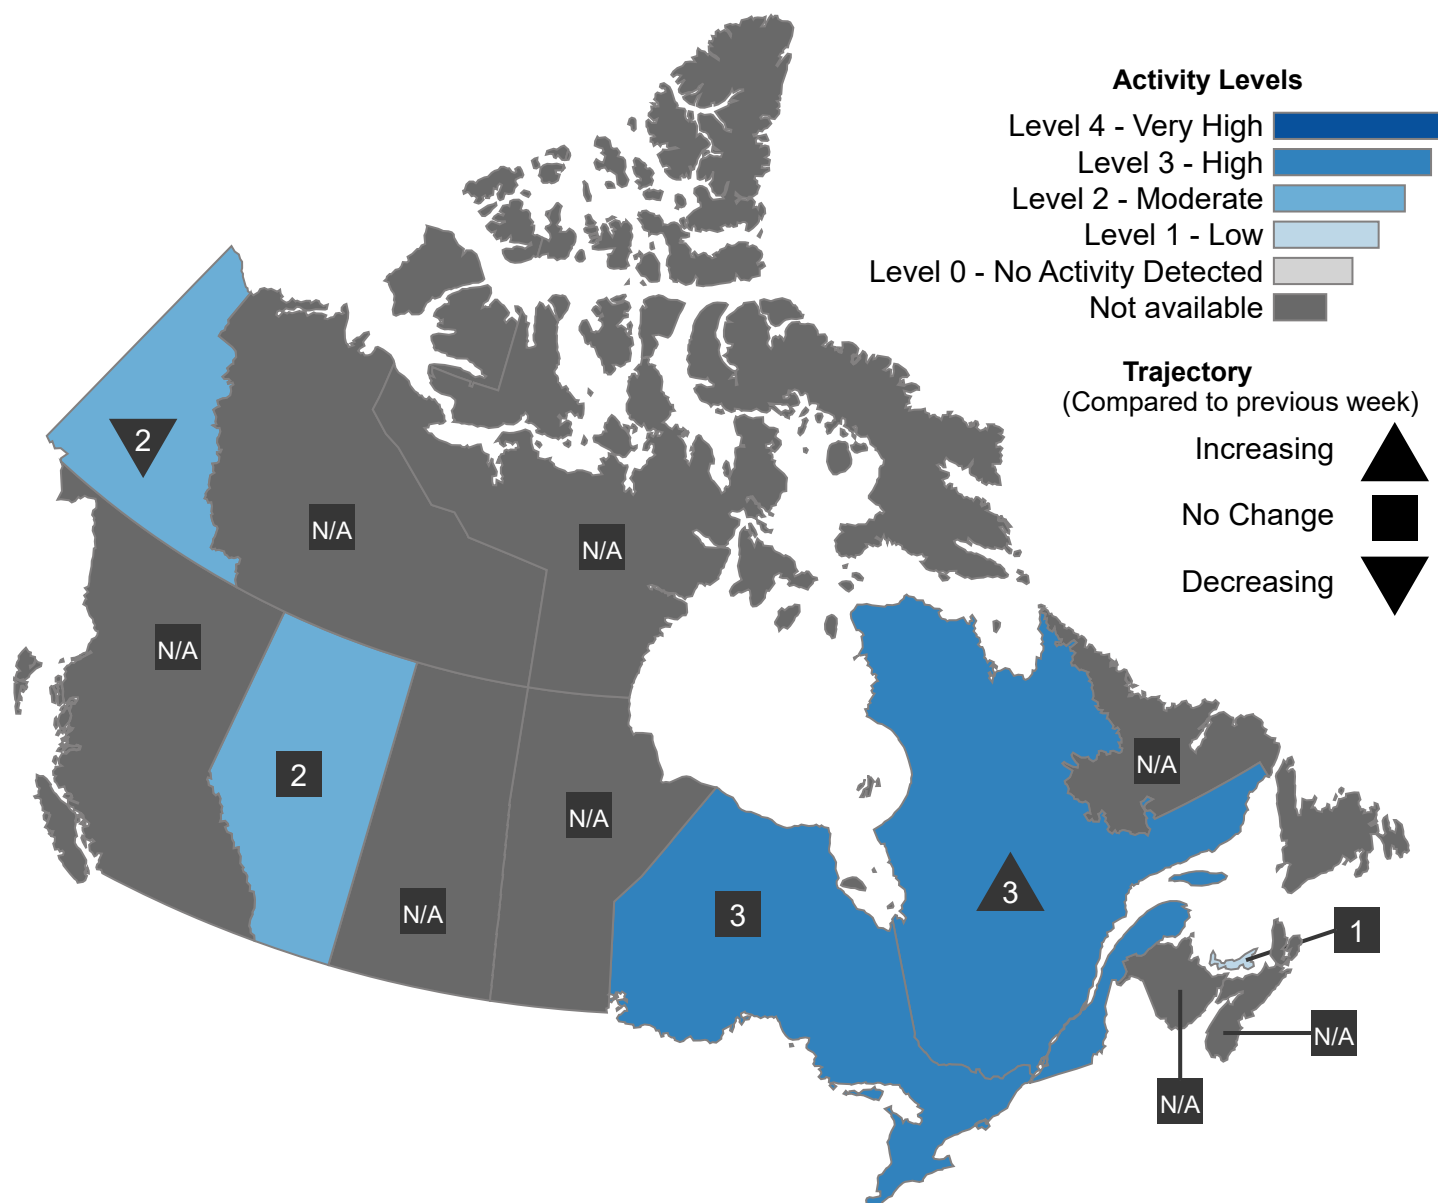 Activity Levels
Level 4 - Very High
Level 3 - High
Level 2 - Moderate
Level 1 - Low
Level 0 - No Activity Detected
Not available
Trajectory
(Compared to previous week)
Increasing
No Change
Decreasing
2
N/A
N/A
N/A
2
N/A
N/A
N/A
3
3
N/A
1
N/A
N/A